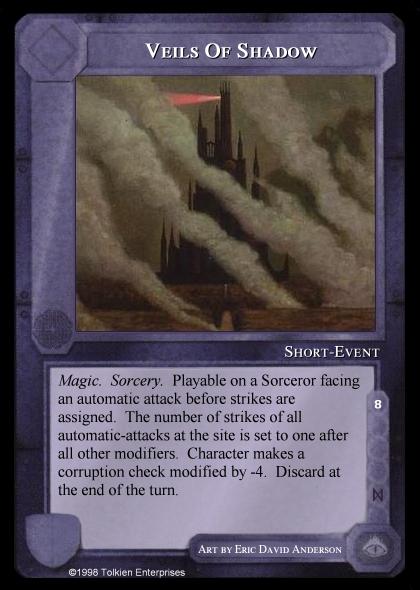 VEILS OF SHADOW
SHORT-EVENT
Magic. Sorcery. Playable on a Sorceror facing
an automatic attack before strikes are
assigned. The number of strikes of all
automatic-attacks at the site is set to one after
all other modifiers. Character makes a
corruption check modified by -4. Discard at
the end of the turn.
8
ART BY ERIC DAVID ANDERSON
©1998 Tolkien Enterprises